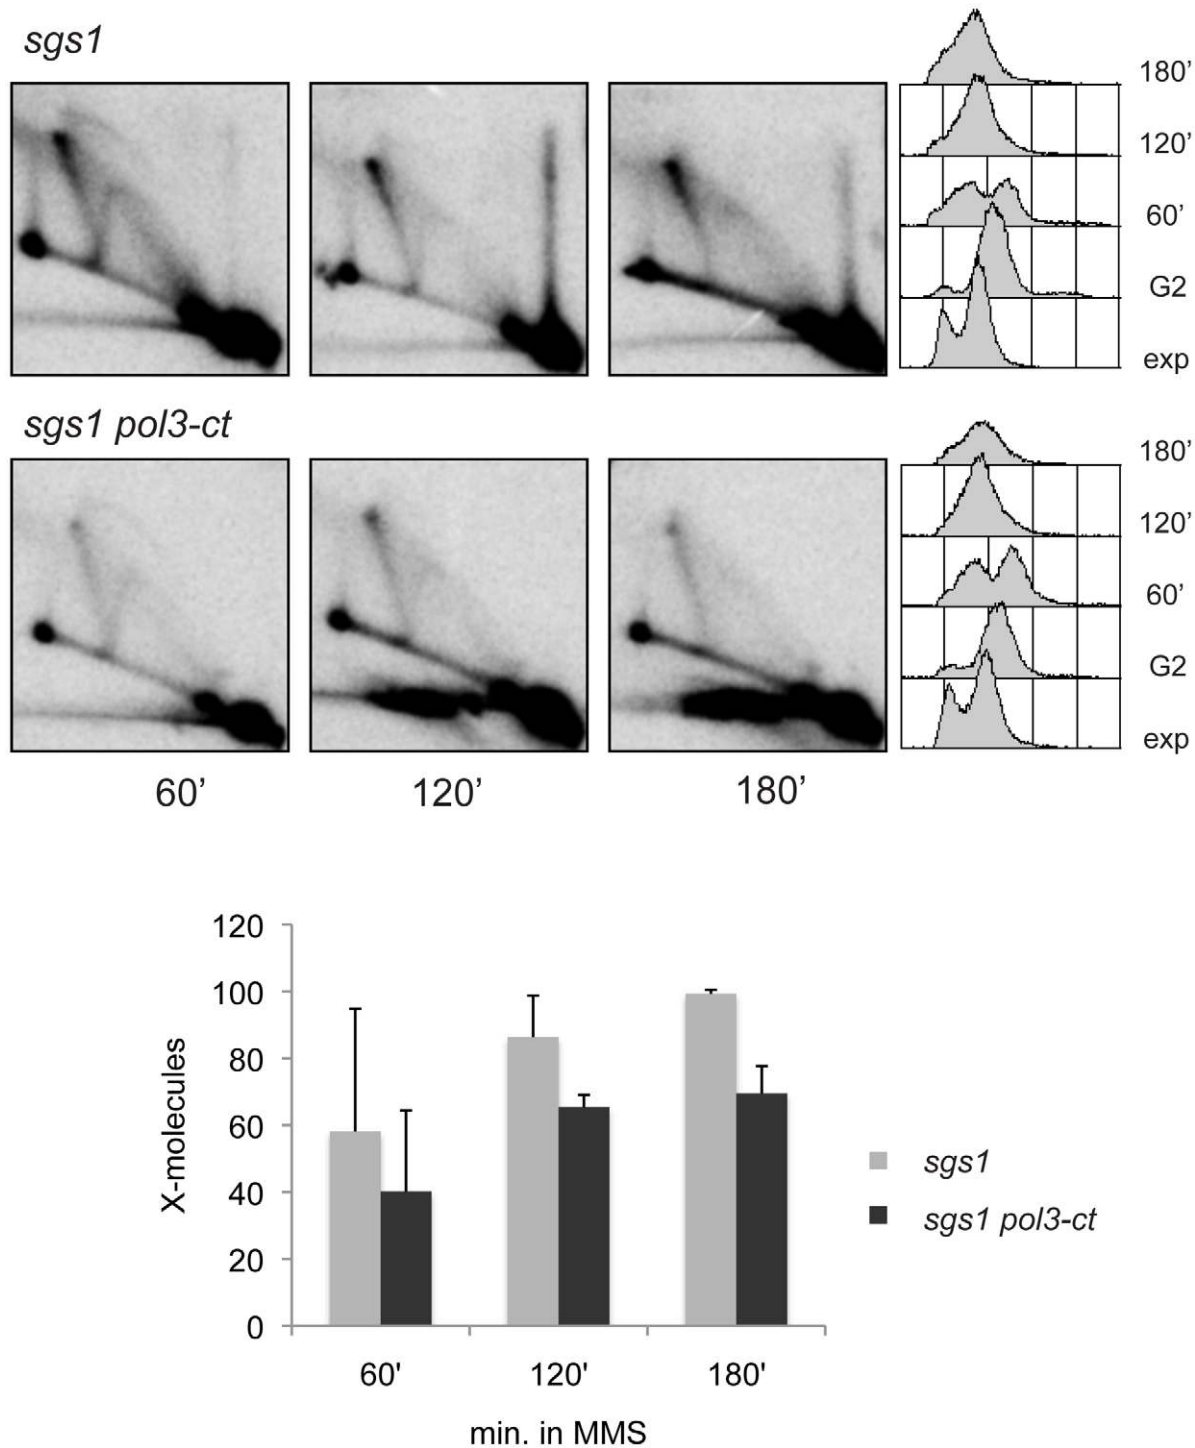 sgs1
180’
120’
60’
G2
exp
sgs1 pol3-ct
180’
120’
60’
G2
exp
60’ 120’ 180’
120
100
80
60
40
20
0
X-molecules
60' 120' 180'
min. in MMS
sgs1
sgs1 pol3-ct